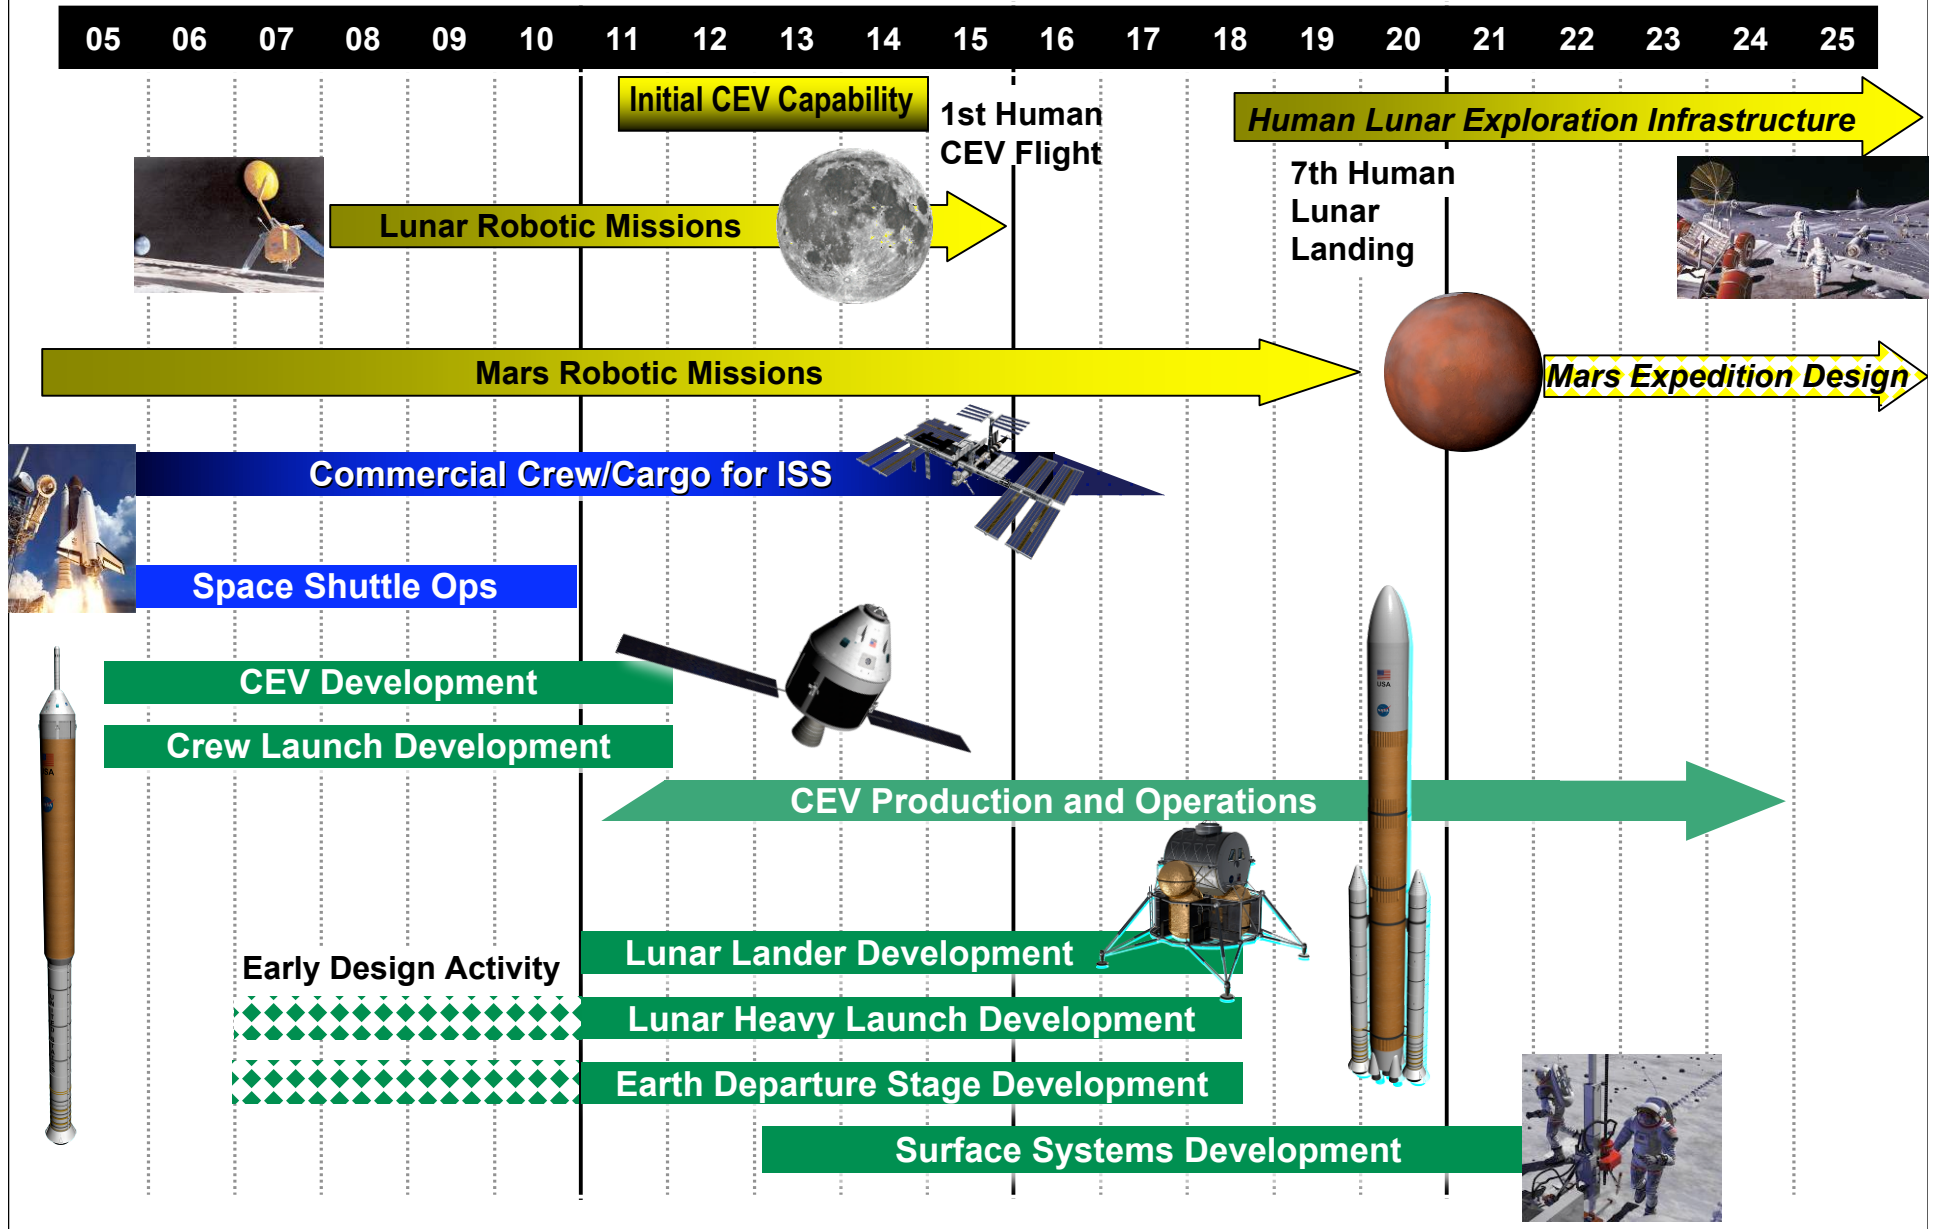 05 06 07 08 09 10 11 12 13 14 15 16 17 18 19 20 21 22 23 24 25
Initial CEV Capability
1st Human
CEV Flight
Human Lunar Exploration Infrastructure
7th Human
Lunar
Landing
Lunar Robotic Missions
Mars Robotic Missions
Mars Expedition Design
Commercial Crew/Cargo for ISS
Space Shuttle Ops
CEV Development
USA
Crew Launch Development
SA
CEV Production and Operations
Lunar Lander Development
Early Design Activity
Lunar Heavy Launch Development
Earth Departure Stage Development
Surface Systems Development